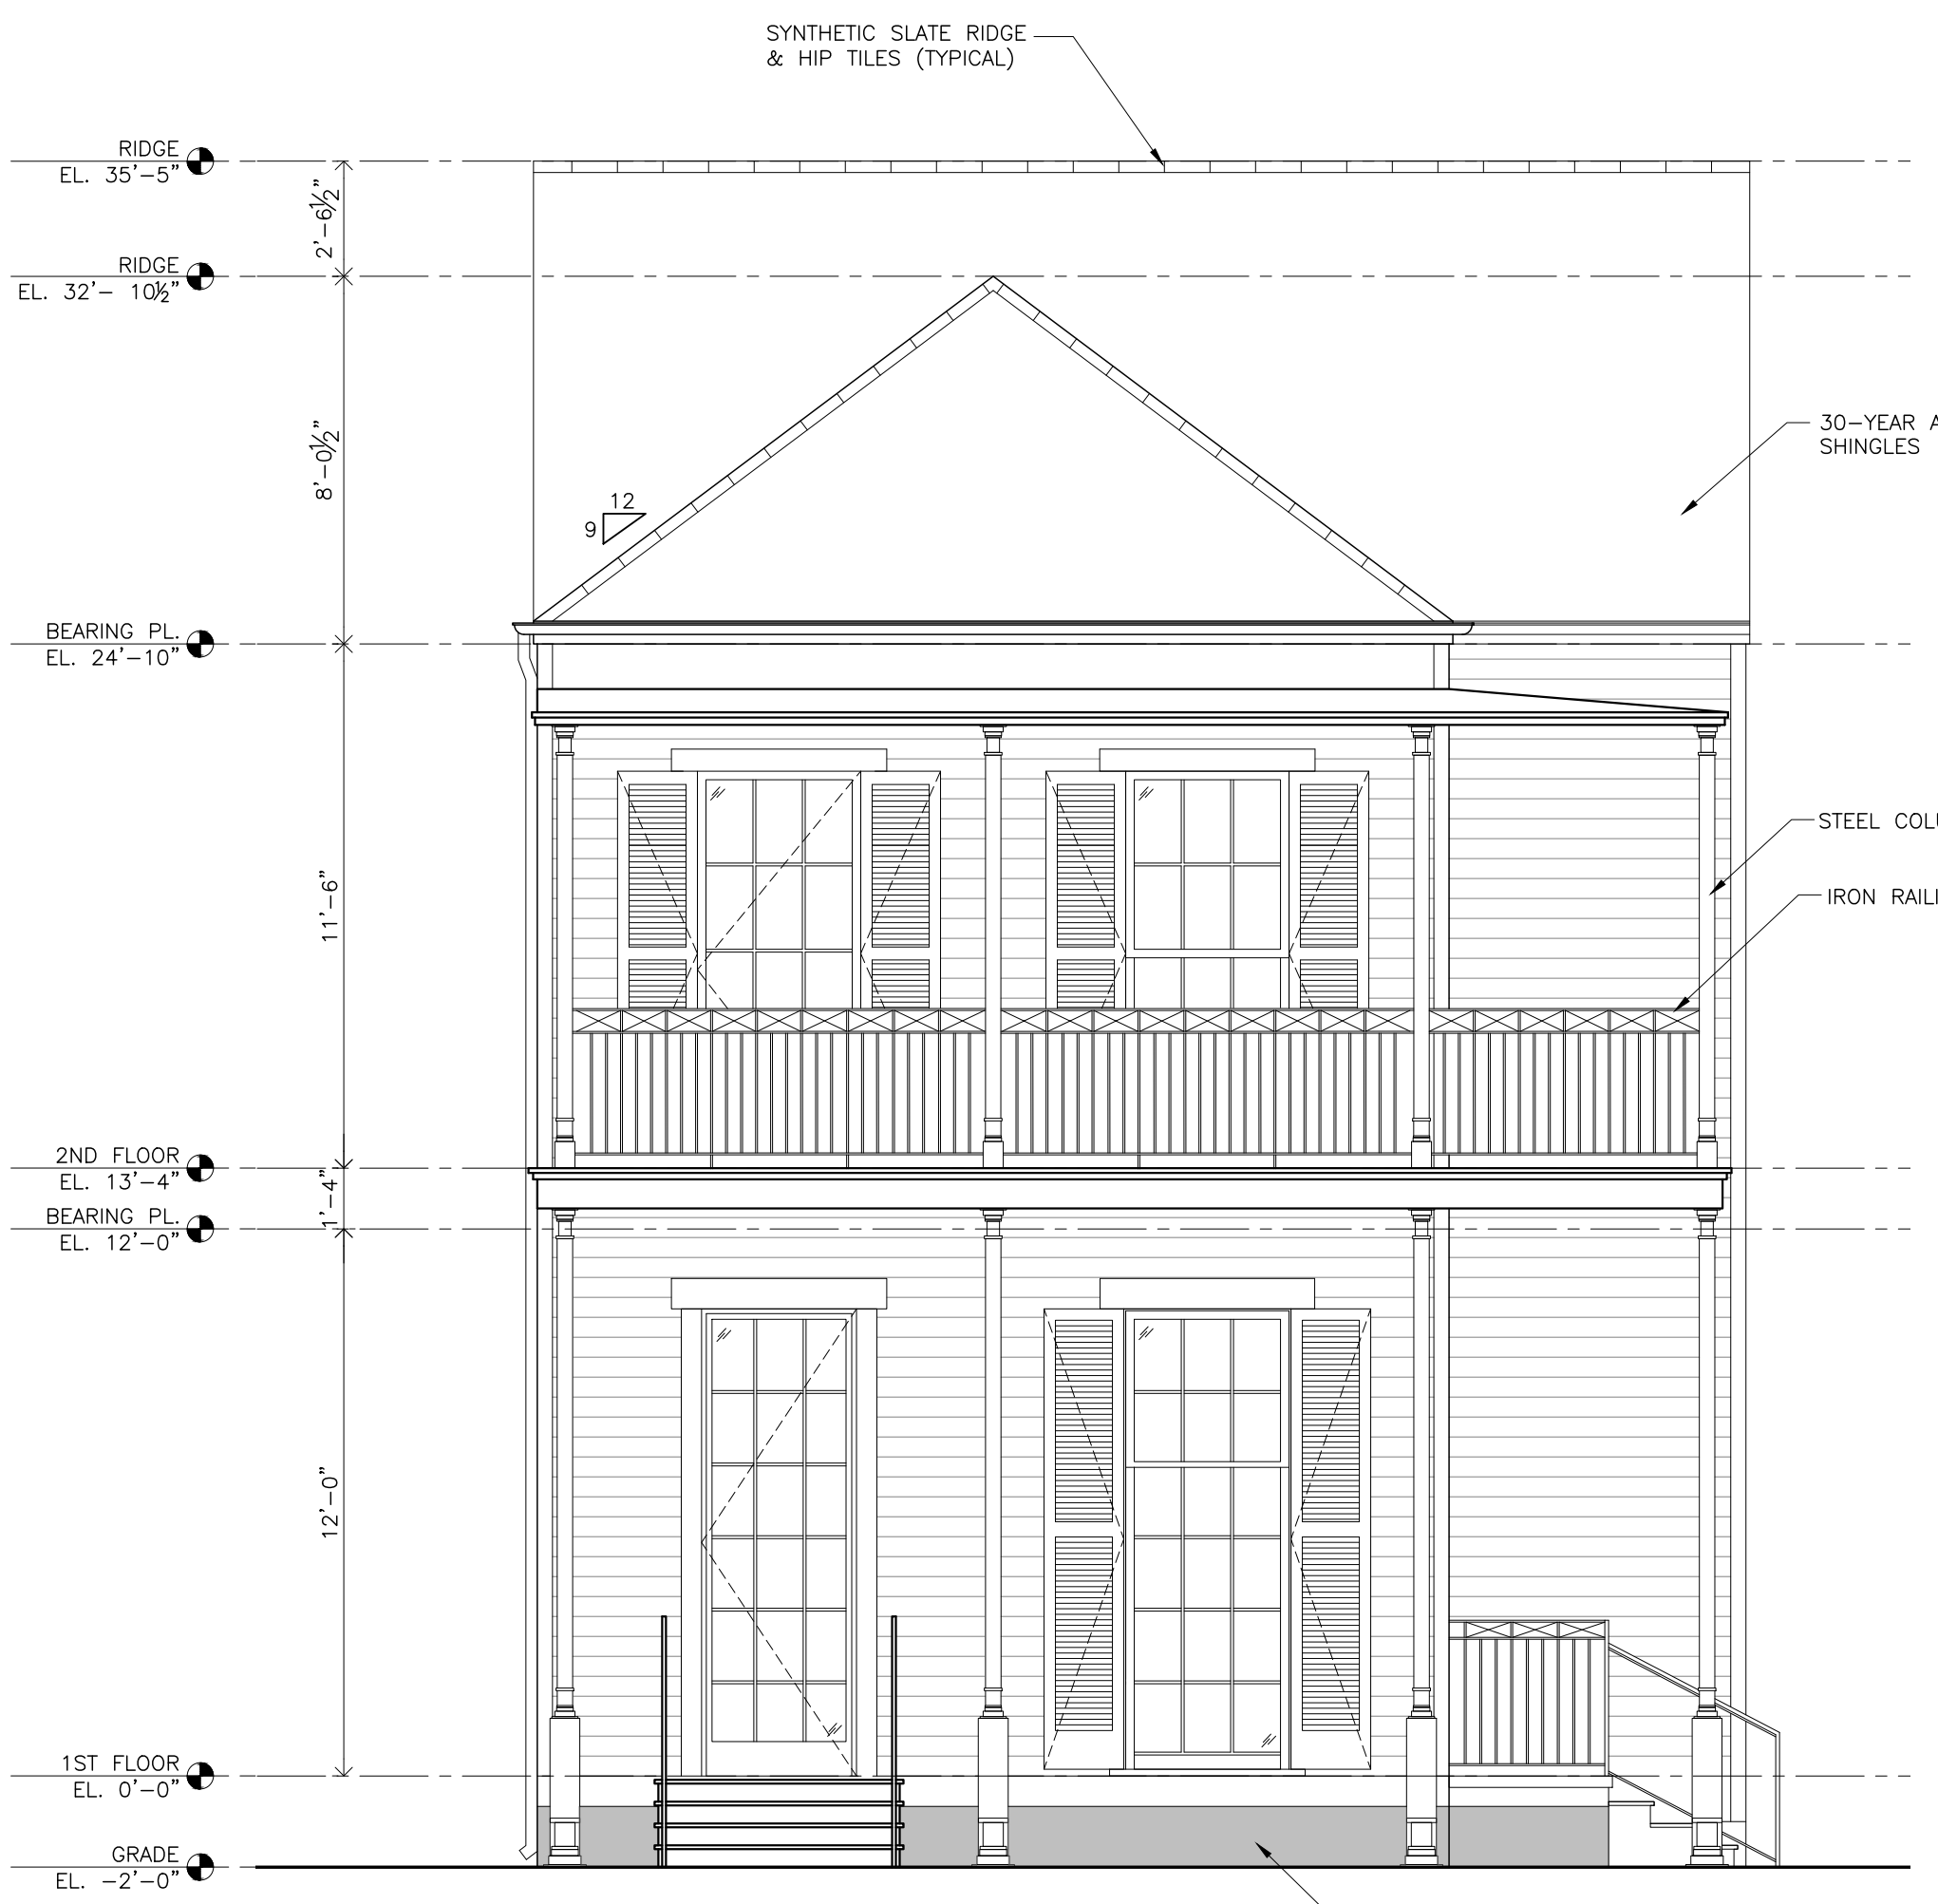 SYNTHETIC SLATE RIDGE
& HIP TILES (TYPICAL)
RIDGE
EL. 35'-5"
2'-6½"
RIDGE
EL. 32'- 10½"
8'-0½"
30-YEAR
SHINGLES
12
9
BEARING PL.
EL. 24'-10"
11'-6"
STEEL
IRON
2ND FLOOR
EL. 13'-4"
1'-4"
BEARING PL.
EL. 12'-0"
12'-0"
1ST FLOOR
EL. 0'-0"
GRADE
EL. -2'-0"